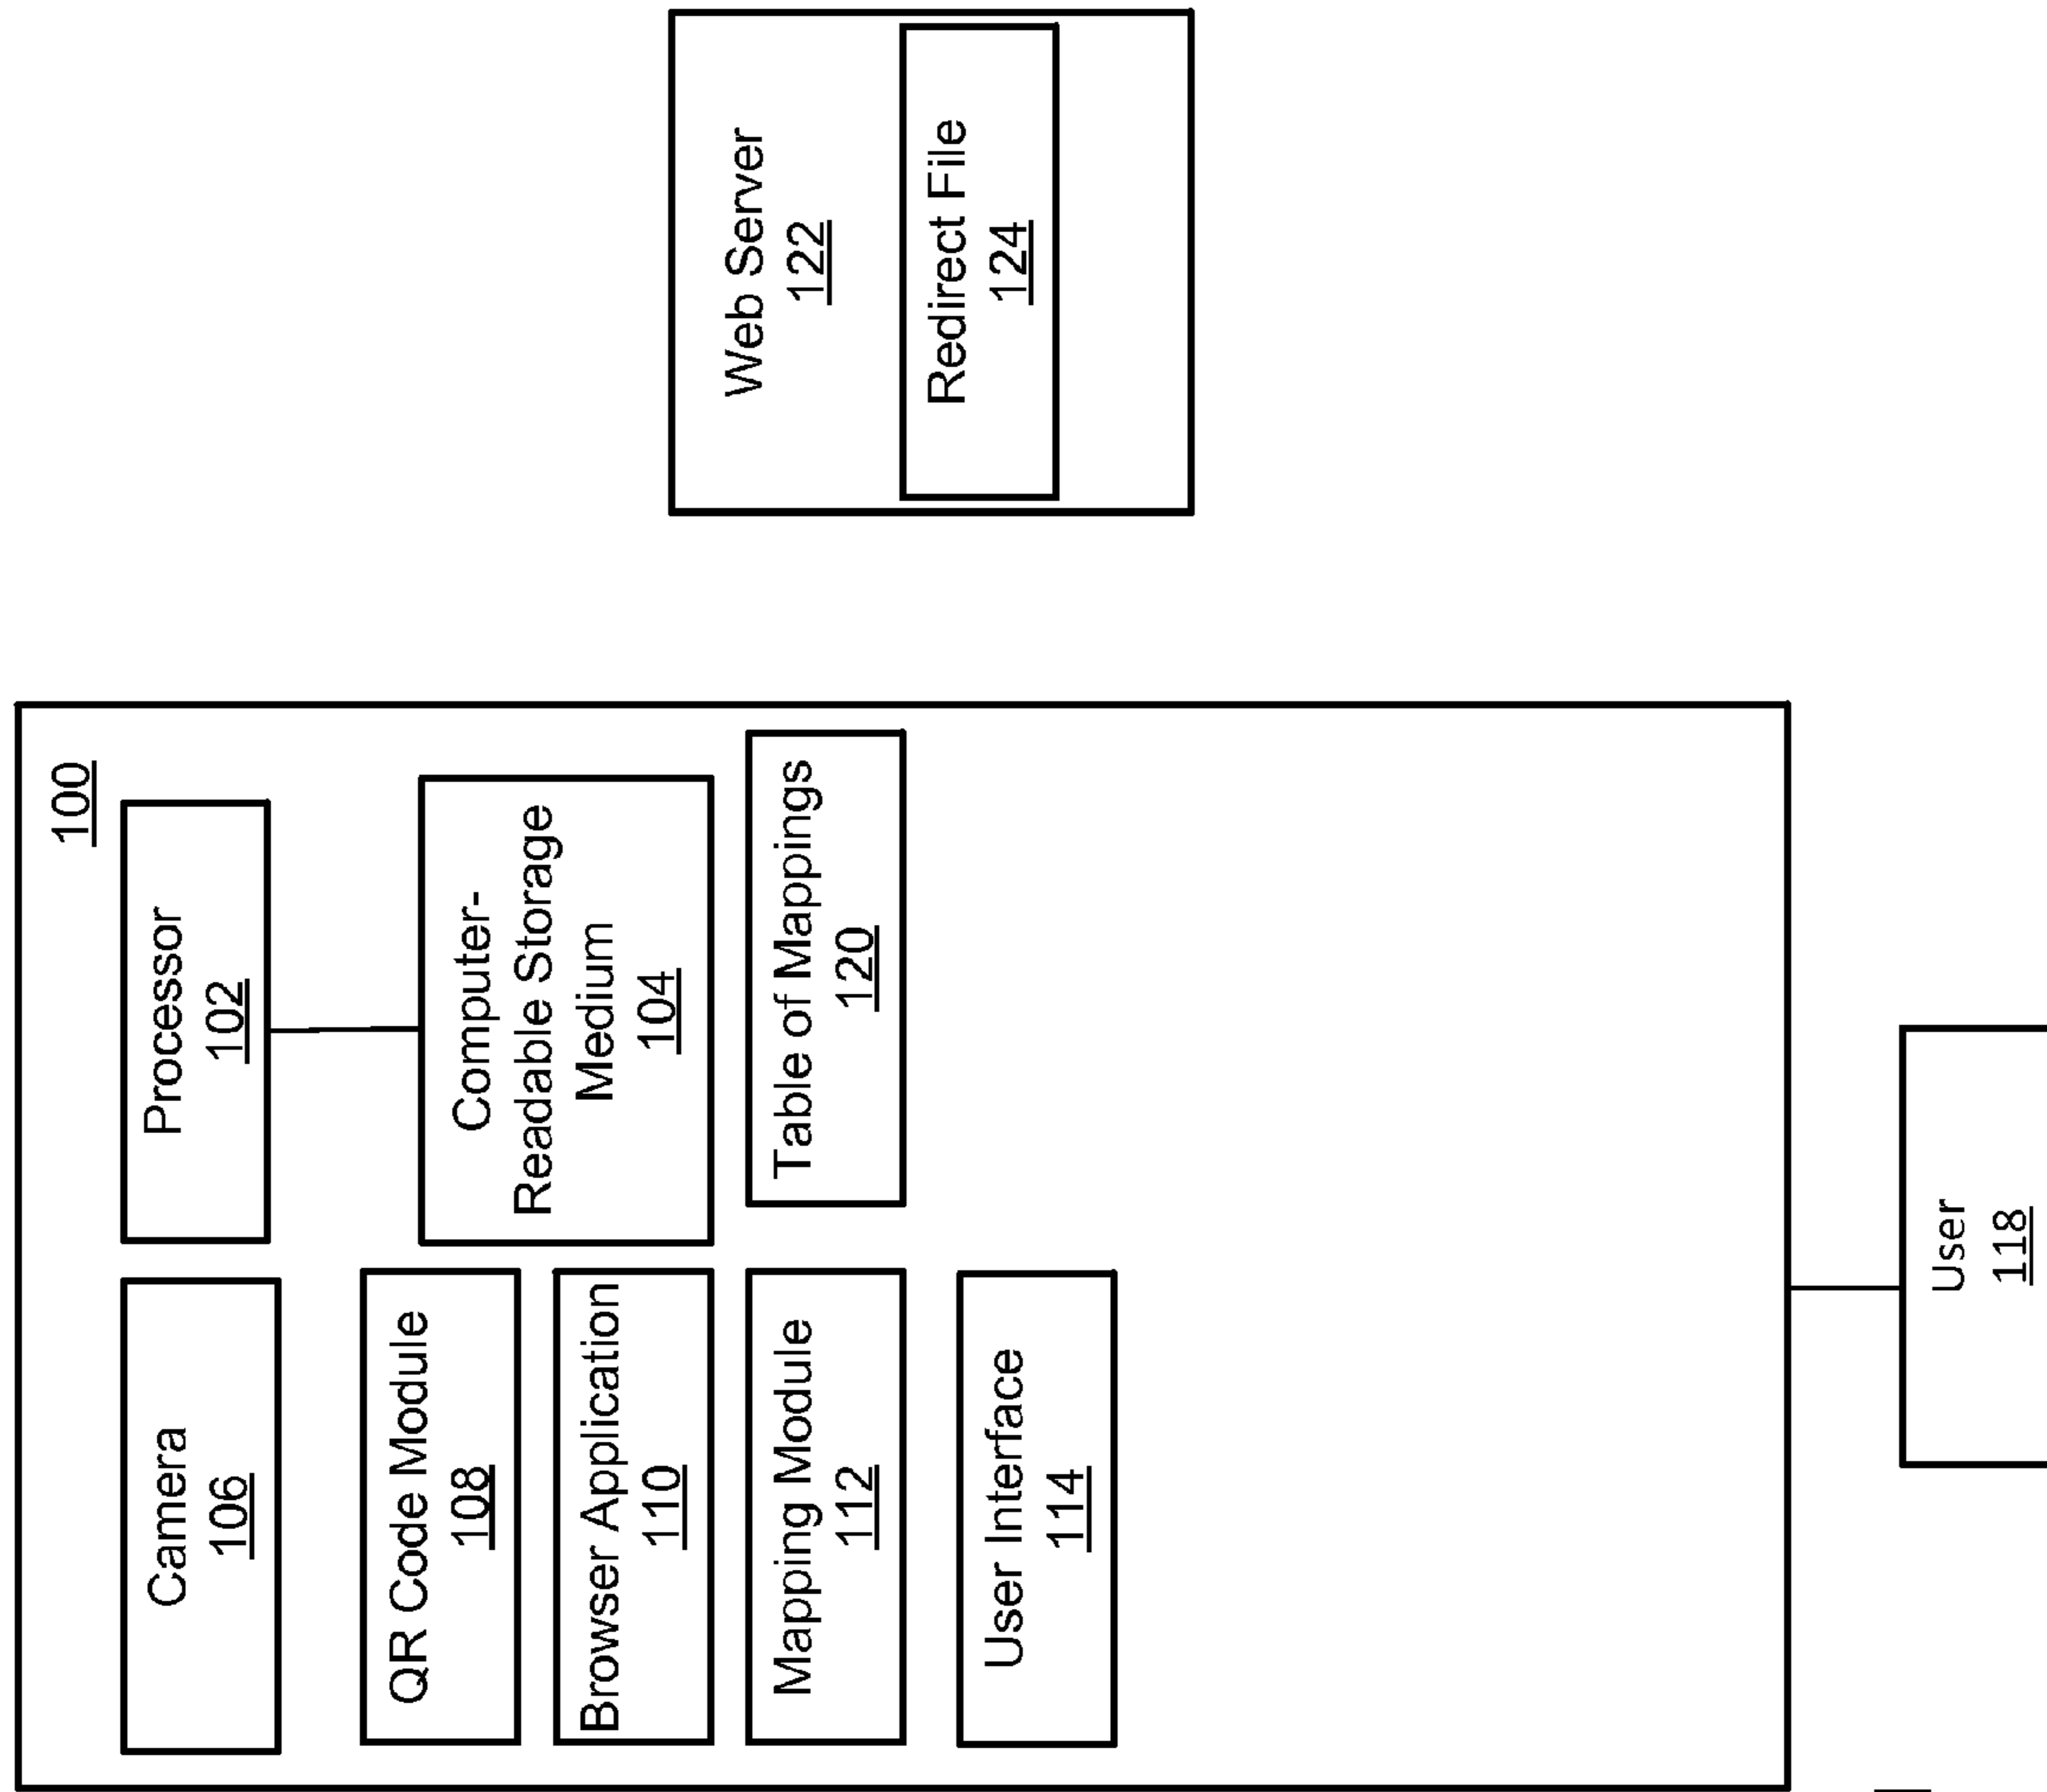 100
Camera
106
Processor
102
QR Code Module
108
Computer-
Readable Storage
Medium
104
Browser Application
110
Mapping Module
112
Table of Mappings
120
User Interface
114
User
118
Web Server
122
Redirect File
124